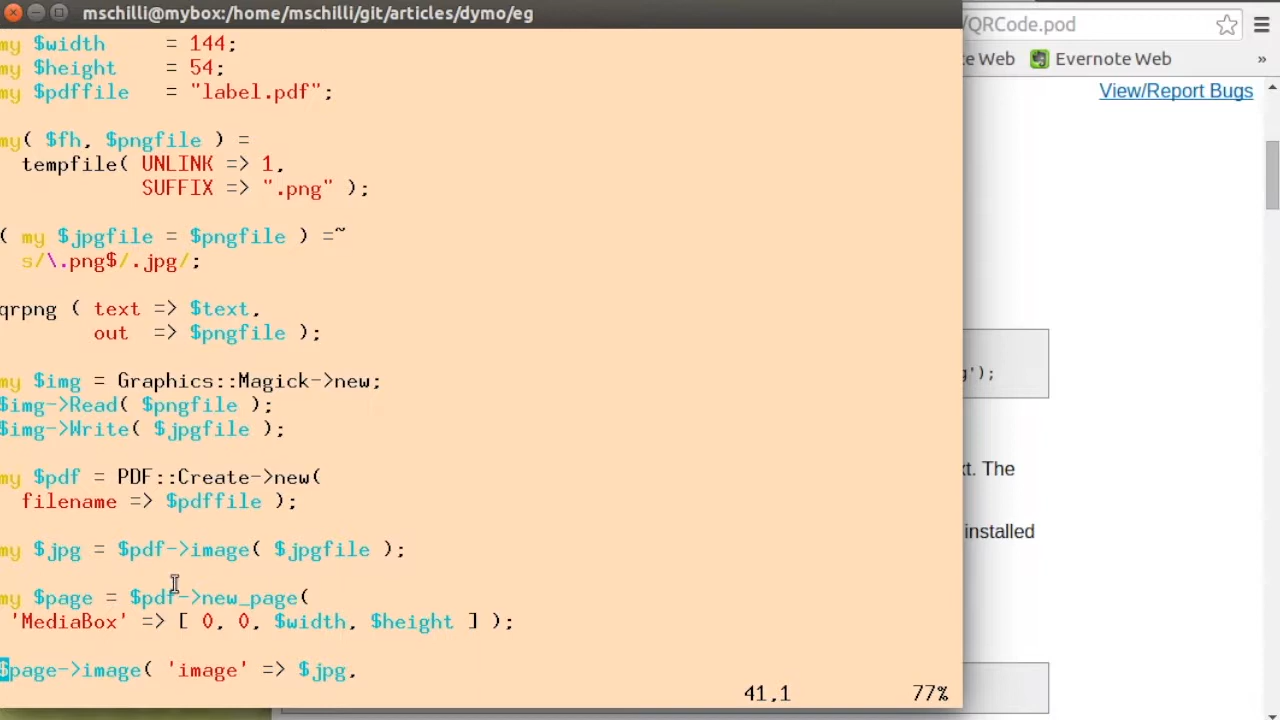 mschilli@mybox:/home/mschilli/git/articles/dymo/eg
my $width     = 144;
my $height    = 54;
my $pdffile   = "label.pdf";
my( $fh, $pngfile ) =
  tempfile( UNLINK => 1,
            SUFFIX => ".png" );
( my $jpgfile = $pngfile ) =~
  s/\.png$/.jpg/;
qrpng ( text => $text,
        out  => $pngfile );
my $img = Graphics::Magick->new;
$img->Read( $pngfile );
$img->Write( $jpgfile );
my $pdf = PDF::Create->new(
  filename => $pdffile );
my $jpg = $pdf->image( $jpgfile );
my $page = $pdf->new_page(
 'MediaBox' => [ 0, 0, $width, $height ] );
$page->image( 'image' => $jpg,
41,1
77%
/QRCode.pod
e Web
Evernote Web
»
View/Report Bugs
g');
xt. The
installed